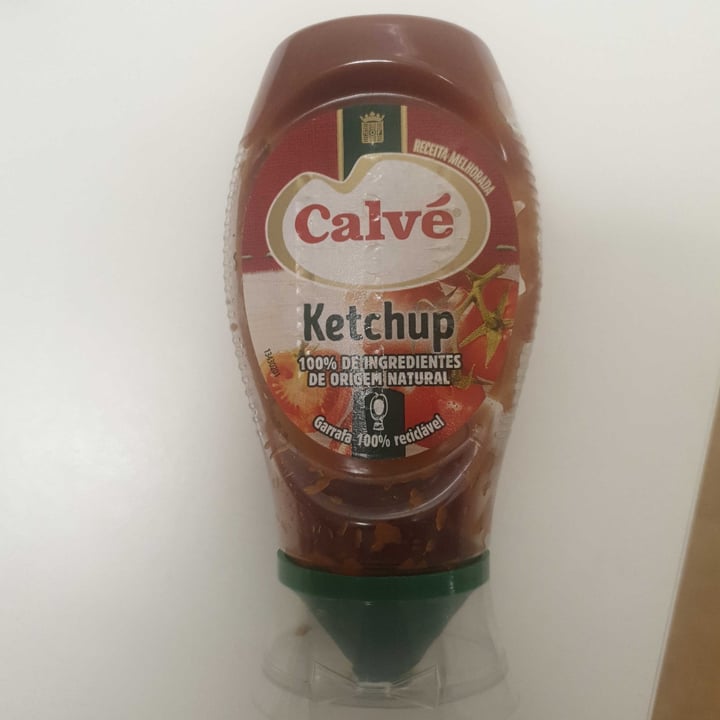 RECEITA MELHORADA
Calvé®
Ketchup
100% DE INGREDIENTES
DE ORIGEM NATURAL
Garrafa 100% reciclável